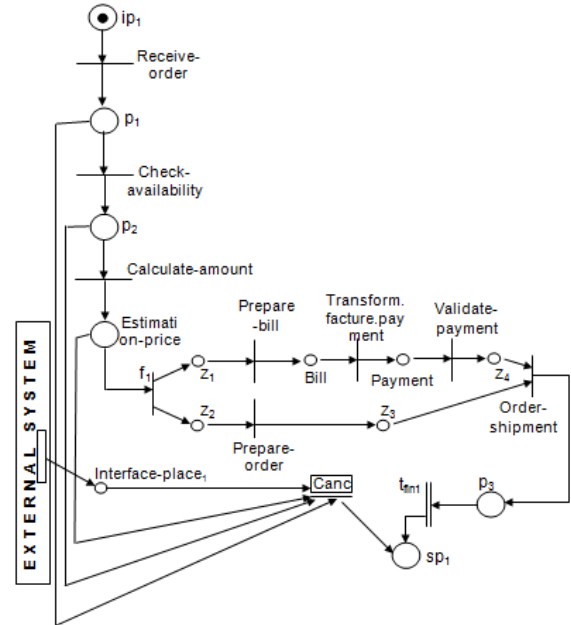 ip1
Receive-
order
p1
Check-
availability
p2
Calculate-amount
Estimati
on-price
f1
z1
Prepare
-bill
Bill
Transform.
facture.pay
ment
Payment
Validate-
payment
z4
z2
Prepare-
order
z3
Order-
shipment
EXTERNAL SYSTEM
Interface-place1
Canc
tfin1
p3
sp1